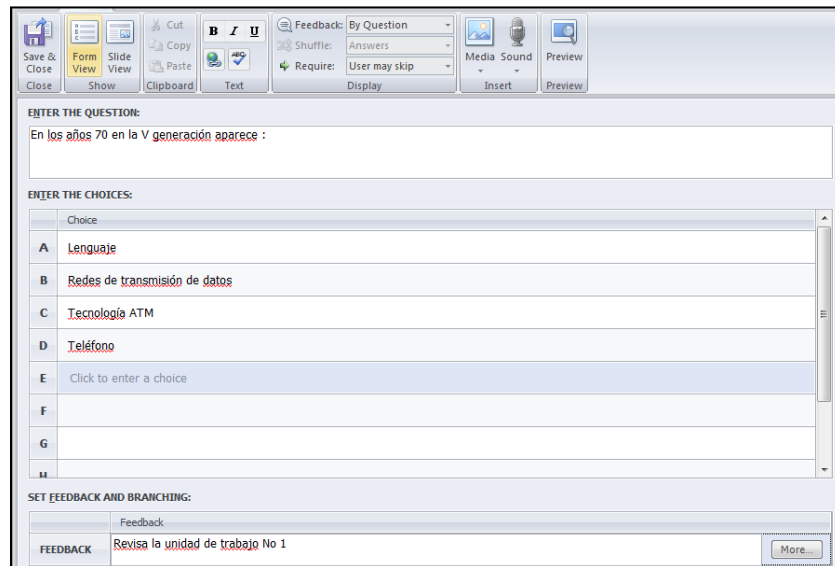 Save & Close
Form View
Slide View
Cut
Copy
Paste
B I U
ABC
Feedback: By Question
Shuffle: Answers
Require: User may skip
Media
Sound
Preview
Close
Show
Clipboard
Text
Display
Insert
Preview
ENTER THE QUESTION:
En los años 70 en la V generación aparece :
ENTER THE CHOICES:
Choice
A Lenguaje
B Redes de transmisión de datos
C Tecnología ATM
D Teléfono
E Click to enter a choice
F
G
H
SET FEEDBACK AND BRANCHING:
Feedback
FEEDBACK Revisa la unidad de trabajo No 1 More...